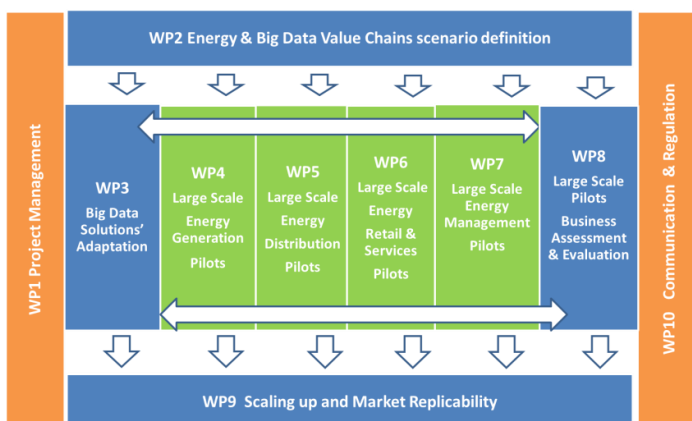 WP2 Energy & Big Data Value Chains scenario definition
WP1 Project Management
WP3
Big Data
Solutions’
Adaptation
WP4
Large Scale
Energy
Generation
Pilots
WP5
Large Scale
Energy
Distribution
Pilots
WP6
Large Scale
Energy
Retail &
Services
Pilots
WP7
Large Scale
Energy
Management
Pilots
WP8
Large Scale
Pilots
Business
Assessment
& Evaluation
WP10 Communication & Regulation
WP9 Scaling up and Market Replicability